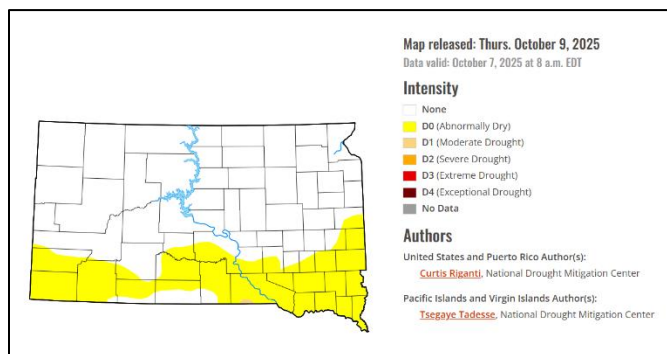 Map released: Thurs. October 9, 2025
Data valid: October 7, 2025 at 8 a.m. EDT
Intensity
None
D0 (Abnormally Dry)
D1 (Moderate Drought)
D2 (Severe Drought)
D3 (Extreme Drought)
D4 (Exceptional Drought)
No Data
Authors
United States and Puerto Rico Author(s):
Curtis Riganti, National Drought Mitigation Center
Pacific Islands and Virgin Islands Author(s):
Tsegaye Tadesse, National Drought Mitigation Center